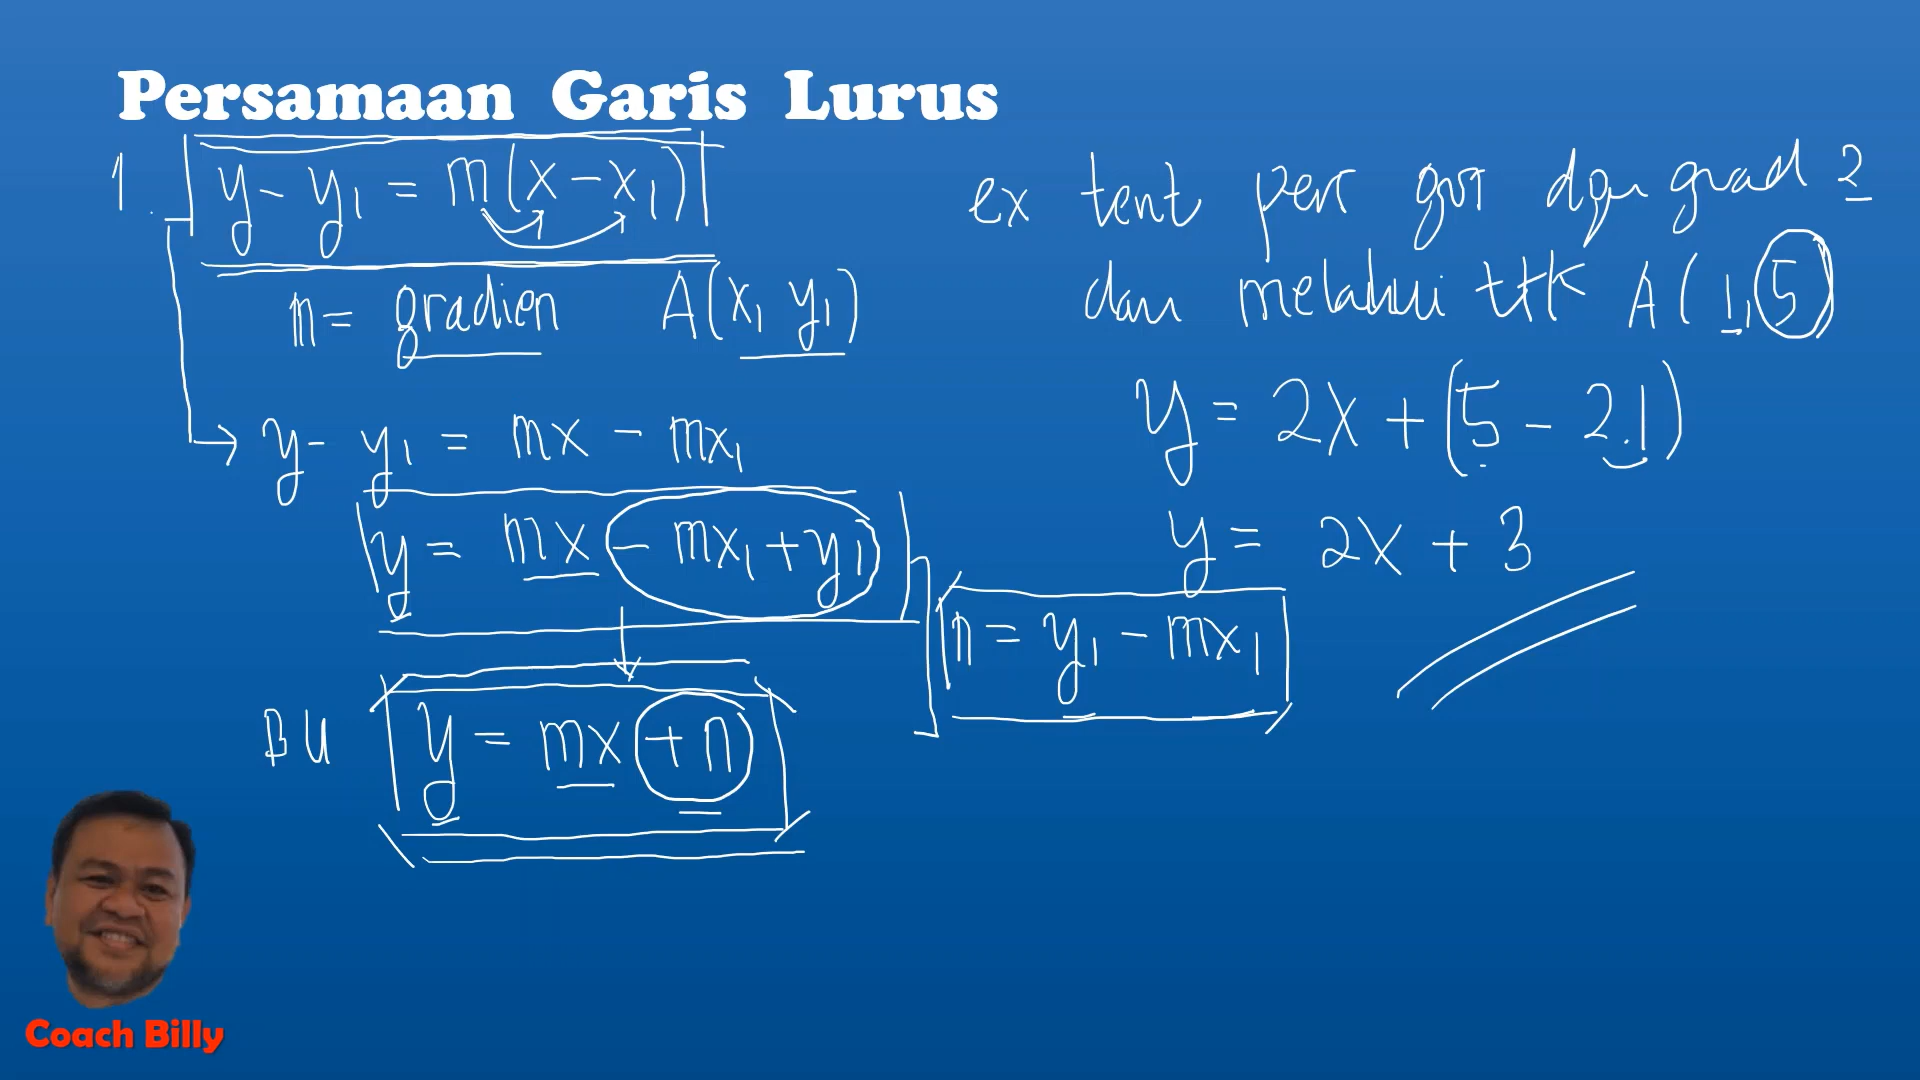 Persamaan Garis Lurus
1. y - y₁ = m(x - x₁)
m = gradien A(x₁ y₁)
y - y₁ = mx - mx₁
y = mx - mx₁ + y₁
BU y = mx + n
n = y₁ - mx₁
ex tent pers grs dgn grad 2
dan melalui ttk A(1,5)
y = 2x + (5 - 2.1)
y = 2x + 3
Coach Billy